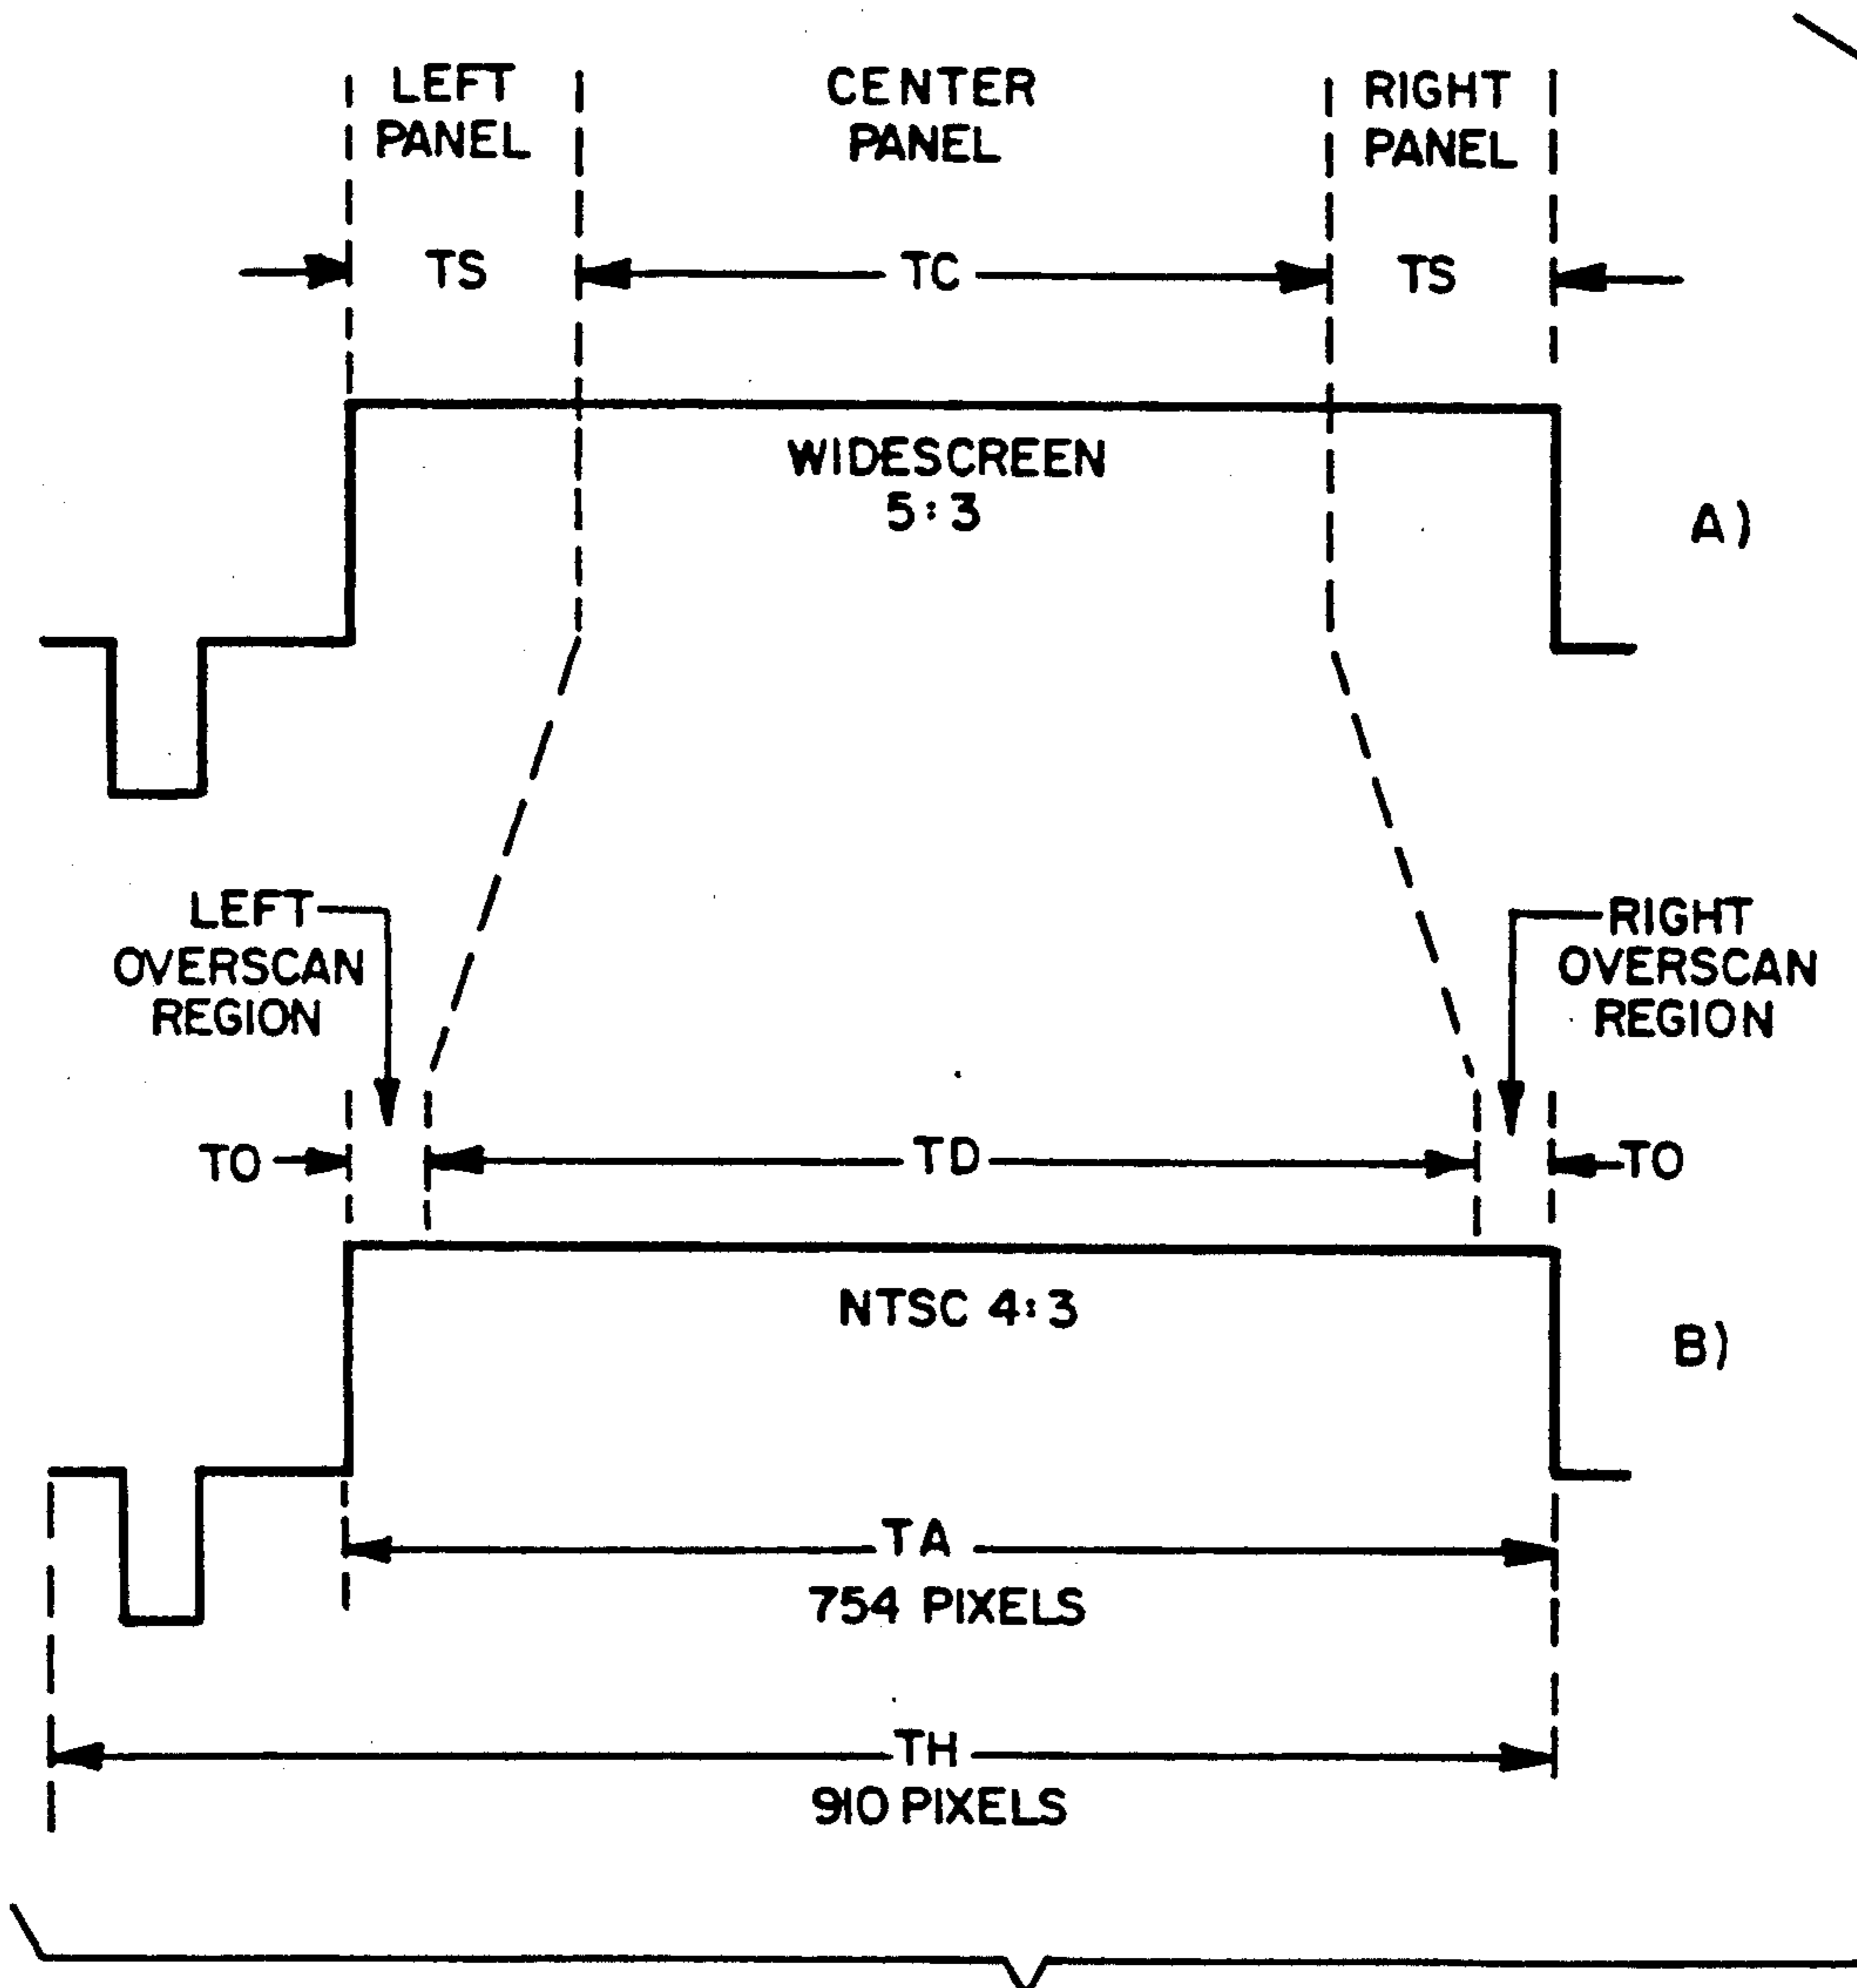 LEFT
PANEL
CENTER
PANEL
RIGHT
PANEL
TS
TC
TS
WIDESCREEN
5:3
A)
LEFT
OVERSCAN
REGION
RIGHT
OVERSCAN
REGION
TO
TD
TO
NTSC 4:3
B)
TA
754 PIXELS
TH
910 PIXELS